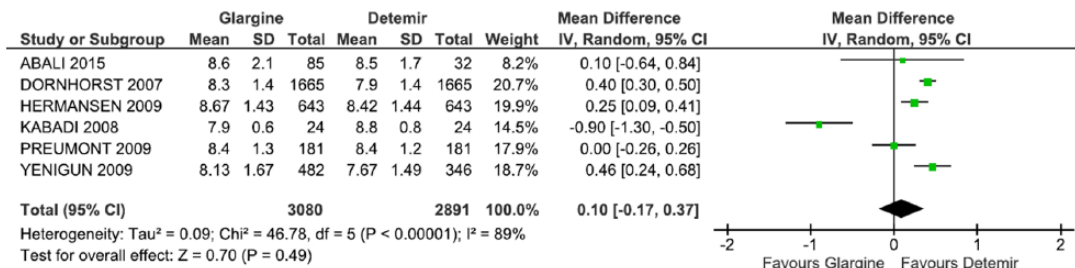 Glargine Detemir Mean Difference Mean Difference
Study or Subgroup Mean SD Total Mean SD Total Weight IV, Random, 95% CI IV, Random, 95% CI
ABALI 2015 8.6 2.1 85 8.5 1.7 32 8.2% 0.10 [-0.64, 0.84]
DORNHORST 2007 8.3 1.4 1665 7.9 1.4 1665 20.7% 0.40 [0.30, 0.50]
HERMANSEN 2009 8.67 1.43 643 8.42 1.44 643 19.9% 0.25 [0.09, 0.41]
KABADI 2008 7.9 0.6 24 8.8 0.8 24 14.5% -0.90 [-1.30, -0.50]
PREUMONT 2009 8.4 1.3 181 8.4 1.2 181 18.0% 0.00 [-0.26, 0.26]
YENIGUN 2009 8.13 1.67 482 7.67 1.49 346 18.7% 0.46 [0.24, 0.68]
Total (95% CI) 3080 2891 100.0% 0.10 [-0.17, 0.37]
Heterogeneity: Tau² = 0.09; Chi² = 46.78, df = 5 (P < 0.00001); I² = 89%
Test for overall effect: Z = 0.70 (P = 0.49)
-2 -1 0 1 2
Favours Glargine Favours Detemir